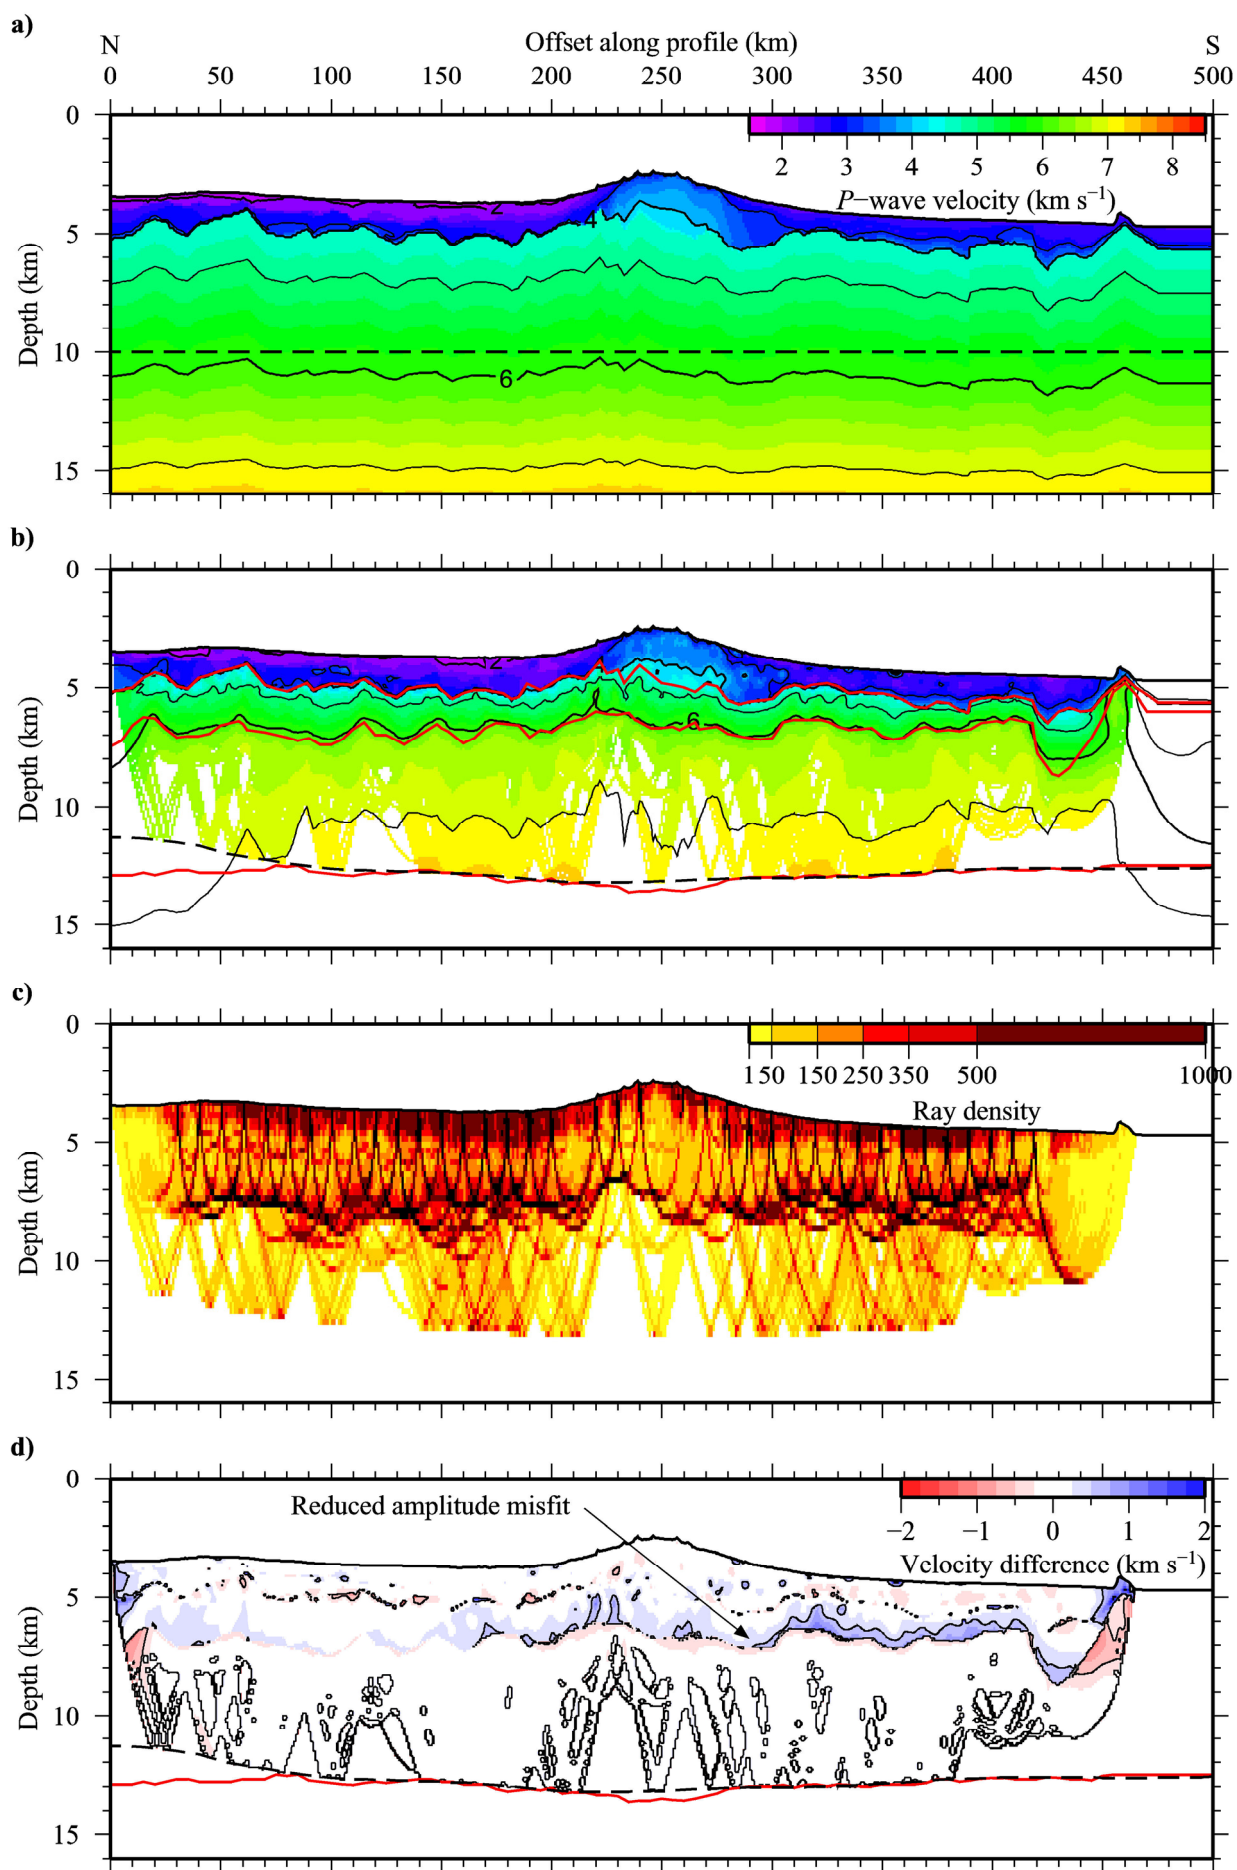 a)
N Offset along profile (km) S
0 50 100 150 200 250 300 350 400 450 500
0
2 3 4 5 6 7 8
P−wave velocity (km s−1)
2
4
5
Depth (km)
10
6
15
b)
0
2
5
6
Depth (km)
10
15
c)
0
150 150 250 350 500 1000
Ray density
5
Depth (km)
10
15
d)
0
Reduced amplitude misfit
−2 −1 0 1 2
Velocity difference (km s−1)
5
Depth (km)
10
15